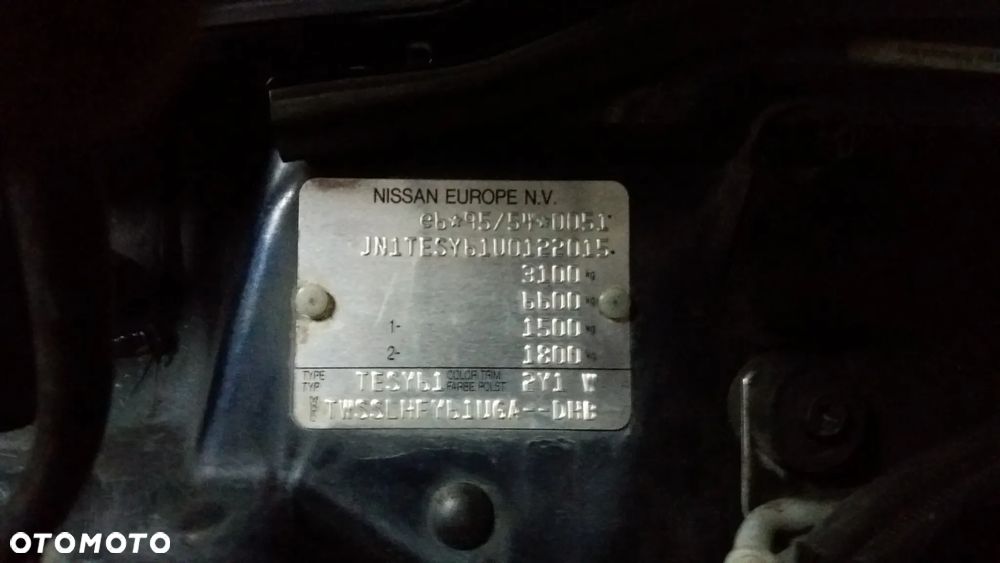 NISSAN EUROPE N.V.
e6*95/54*0051*
JN1TESY61U0122015.
3100 kg
6600 kg
1- 1500 kg
2- 1800 kg
TYPE TYP TESY61 COLOR TRIM FARBE POLST 2Y1 W
TWSSLHFY61UGA--DHB
OTOMOTO